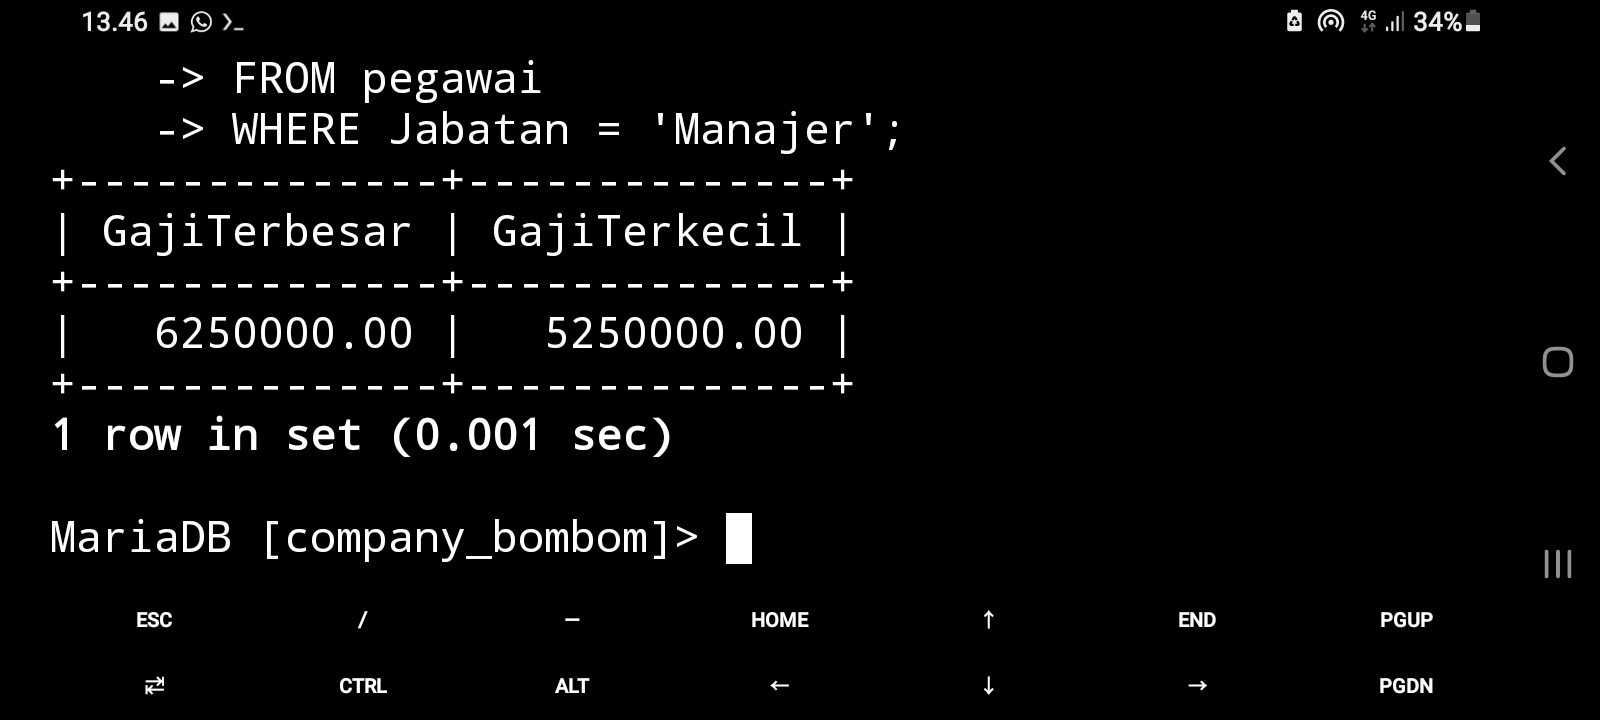 13.46 4G 34%
-> FROM pegawai
-> WHERE Jabatan = 'Manajer';
+--------------+--------------+
| GajiTerbesar | GajiTerkecil |
+--------------+--------------+
|   6250000.00 |   5250000.00 |
+--------------+--------------+
1 row in set (0.001 sec)
MariaDB [company_bombom]>
ESC / — HOME ↑ END PGUP
⇄ CTRL ALT ← ↓ → PGDN